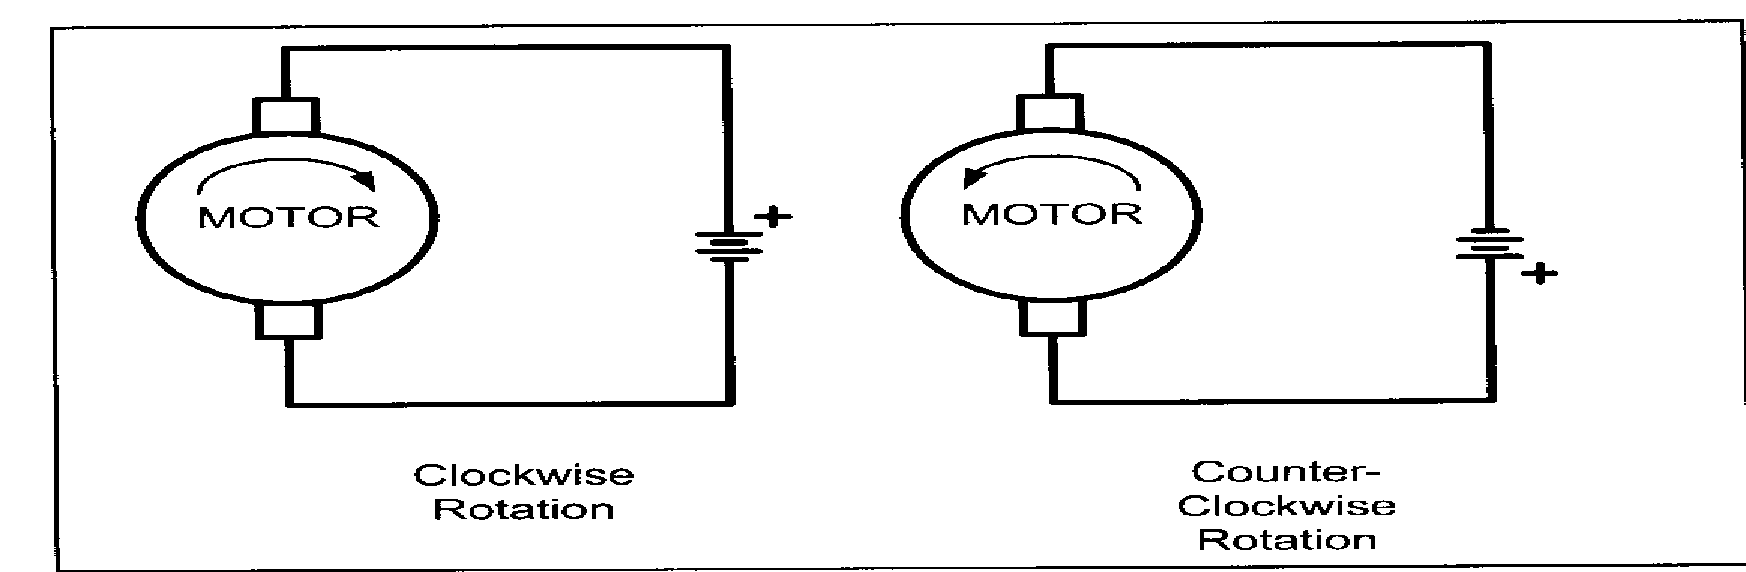 MOTOR
+
Clockwise
Rotation
MOTOR
+
Counter-
Clockwise
Rotation